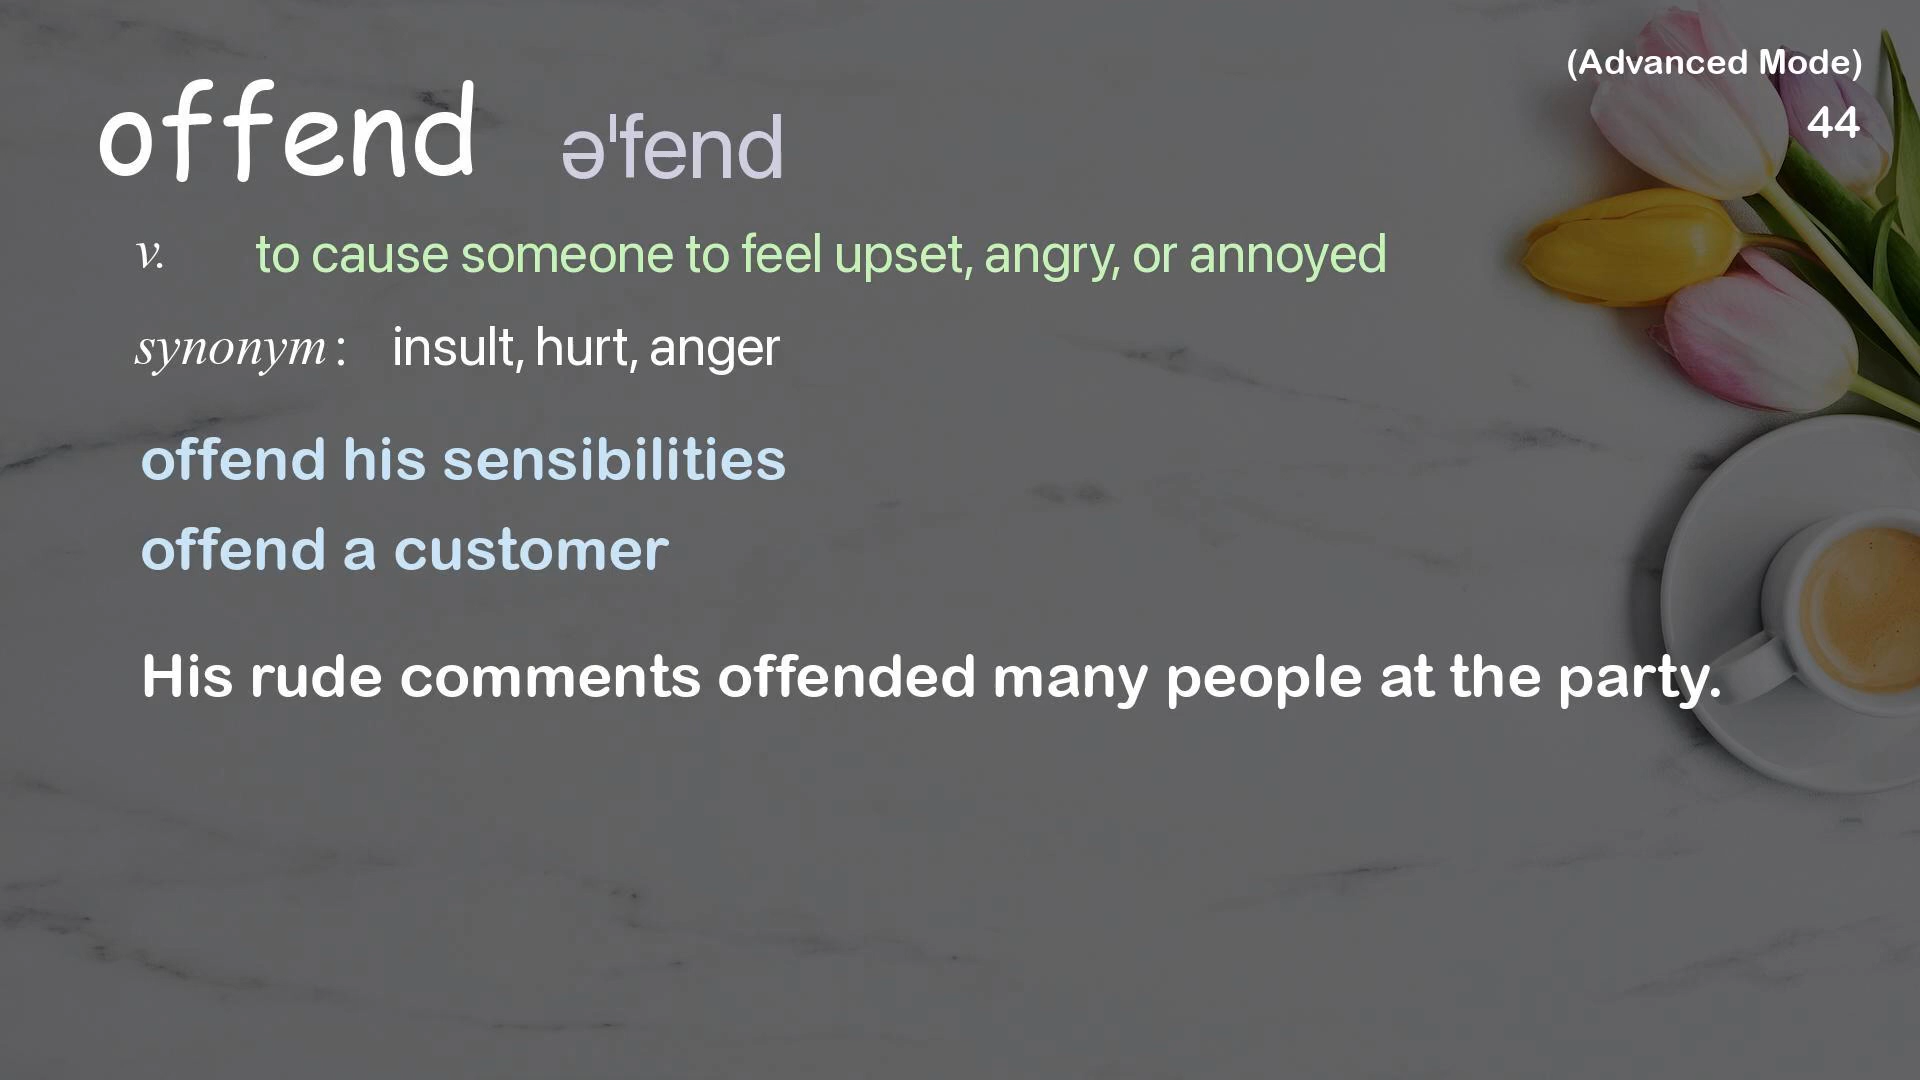 (Advanced Mode)
44
offend əˈfend
v. to cause someone to feel upset, angry, or annoyed
synonym: insult, hurt, anger
offend his sensibilities
offend a customer
His rude comments offended many people at the party.